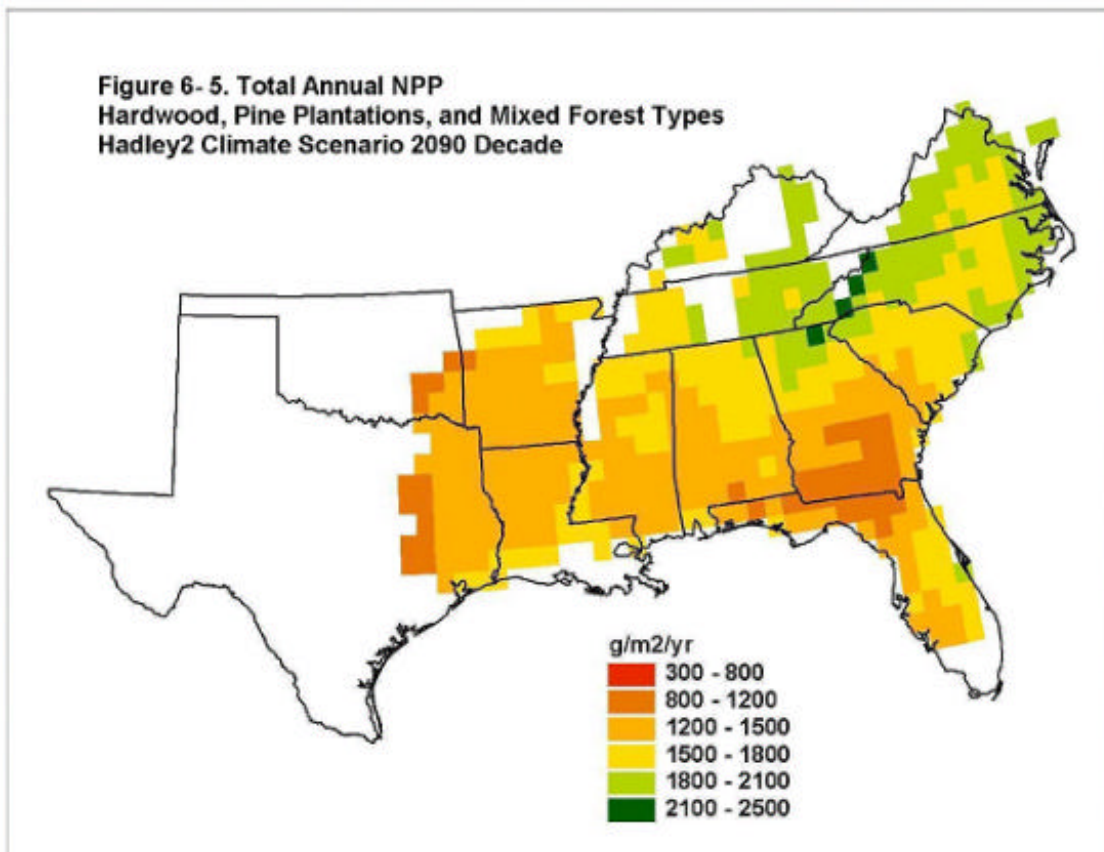 Figure 6- 5. Total Annual NPP
Hardwood, Pine Plantations, and Mixed Forest Types
Hadley2 Climate Scenario 2090 Decade
g/m2/yr
300 - 800
800 - 1200
1200 - 1500
1500 - 1800
1800 - 2100
2100 - 2500